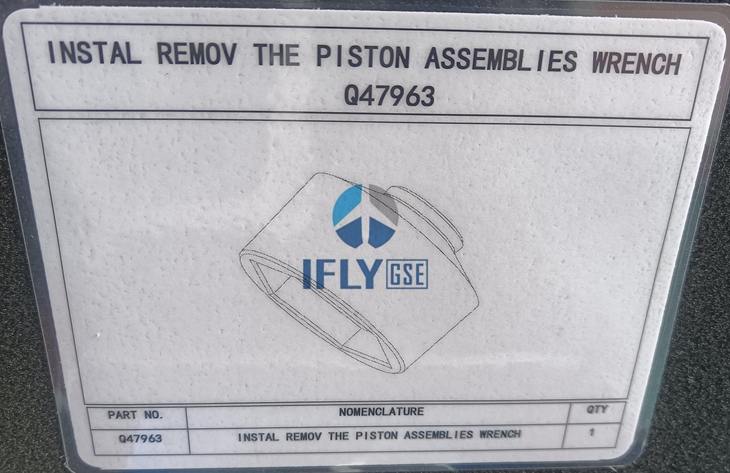 INSTAL REMOV THE PISTON ASSEMBLIES WRENCH
Q47963
IFLY GSE
PART NO. NOMENCLATURE QTY
Q47963 INSTAL REMOV THE PISTON ASSEMBLIES WRENCH 1